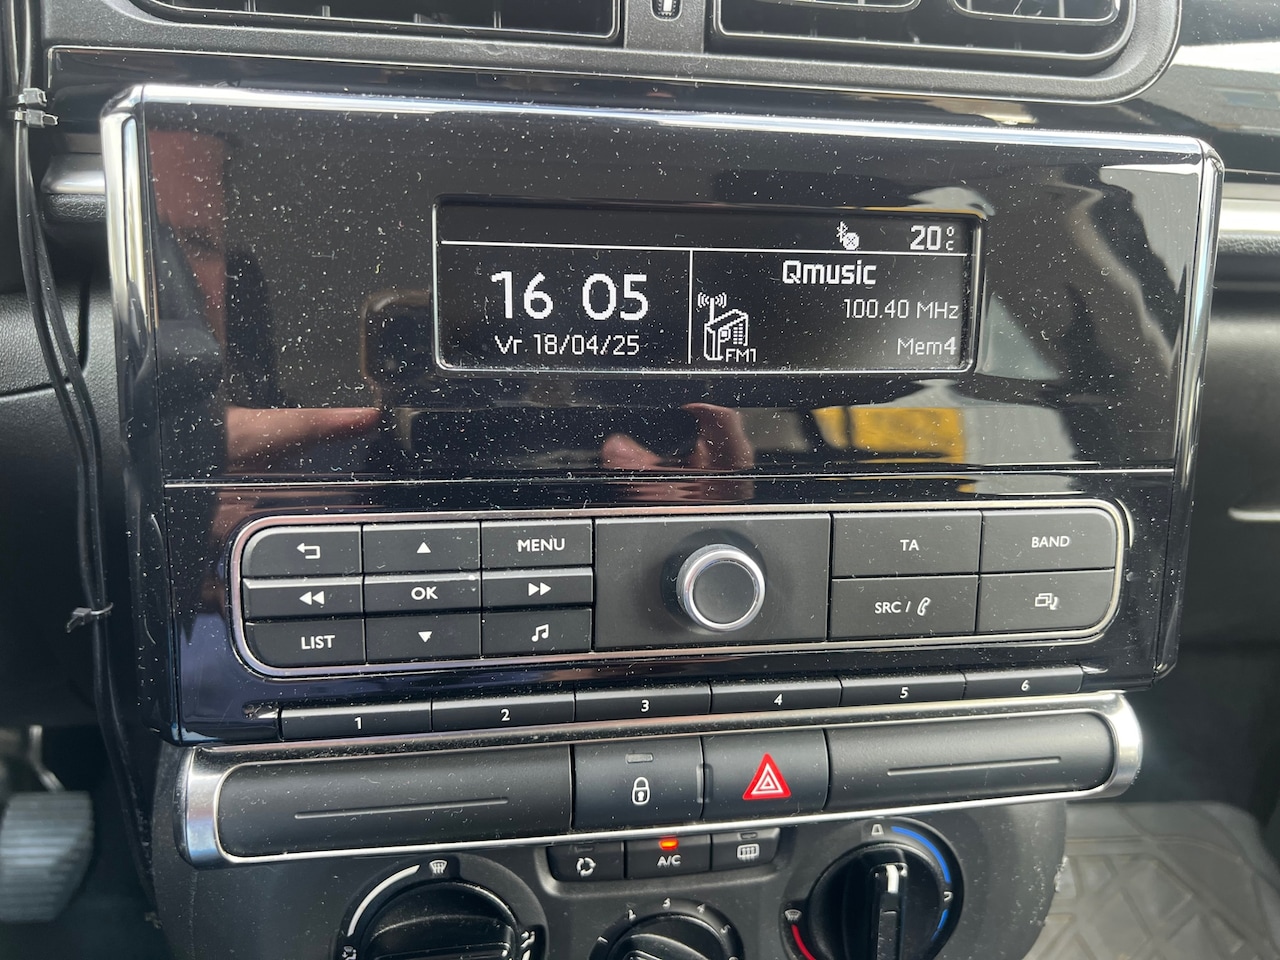 20°C
16 05
Vr 18/04/25
Qmusic
100.40 MHz
FM1
Mem4
MENU
TA
BAND
OK
SRC /
LIST
1 2 3 4 5 6
A/C